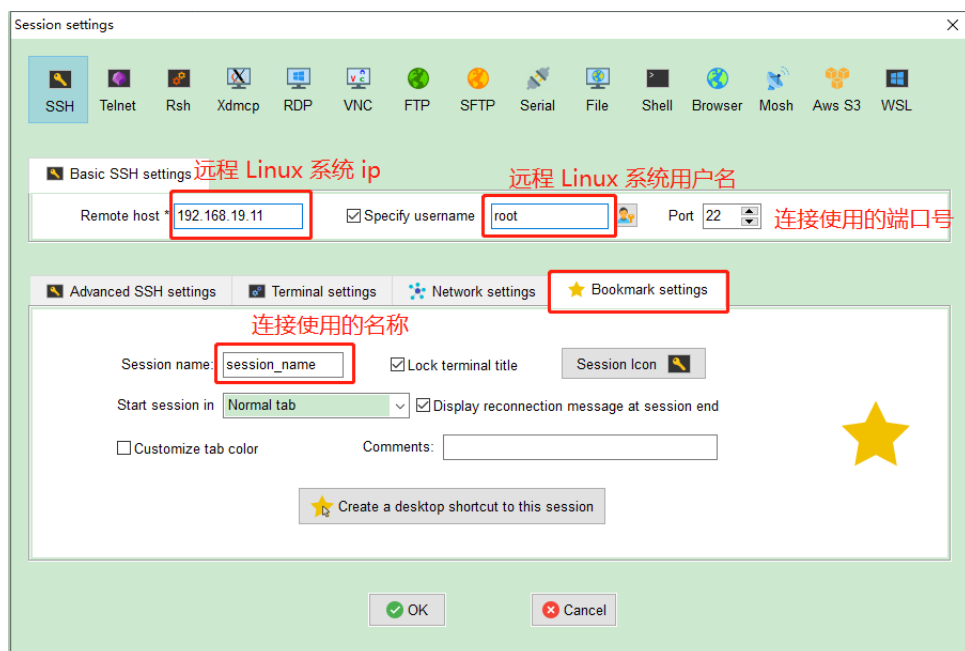 Session settings
SSH Telnet Rsh Xdmcp RDP VNC FTP SFTP Serial File Shell Browser Mosh Aws S3 WSL
Basic SSH settings
远程 Linux 系统 ip
远程 Linux 系统用户名
Remote host * 192.168.19.11 Specify username root Port 22
连接使用的端口号
Advanced SSH settings Terminal settings Network settings Bookmark settings
连接使用的名称
Session name: session_name Lock terminal title Session Icon
Start session in Normal tab Display reconnection message at session end
Customize tab color Comments:
Create a desktop shortcut to this session
OK Cancel